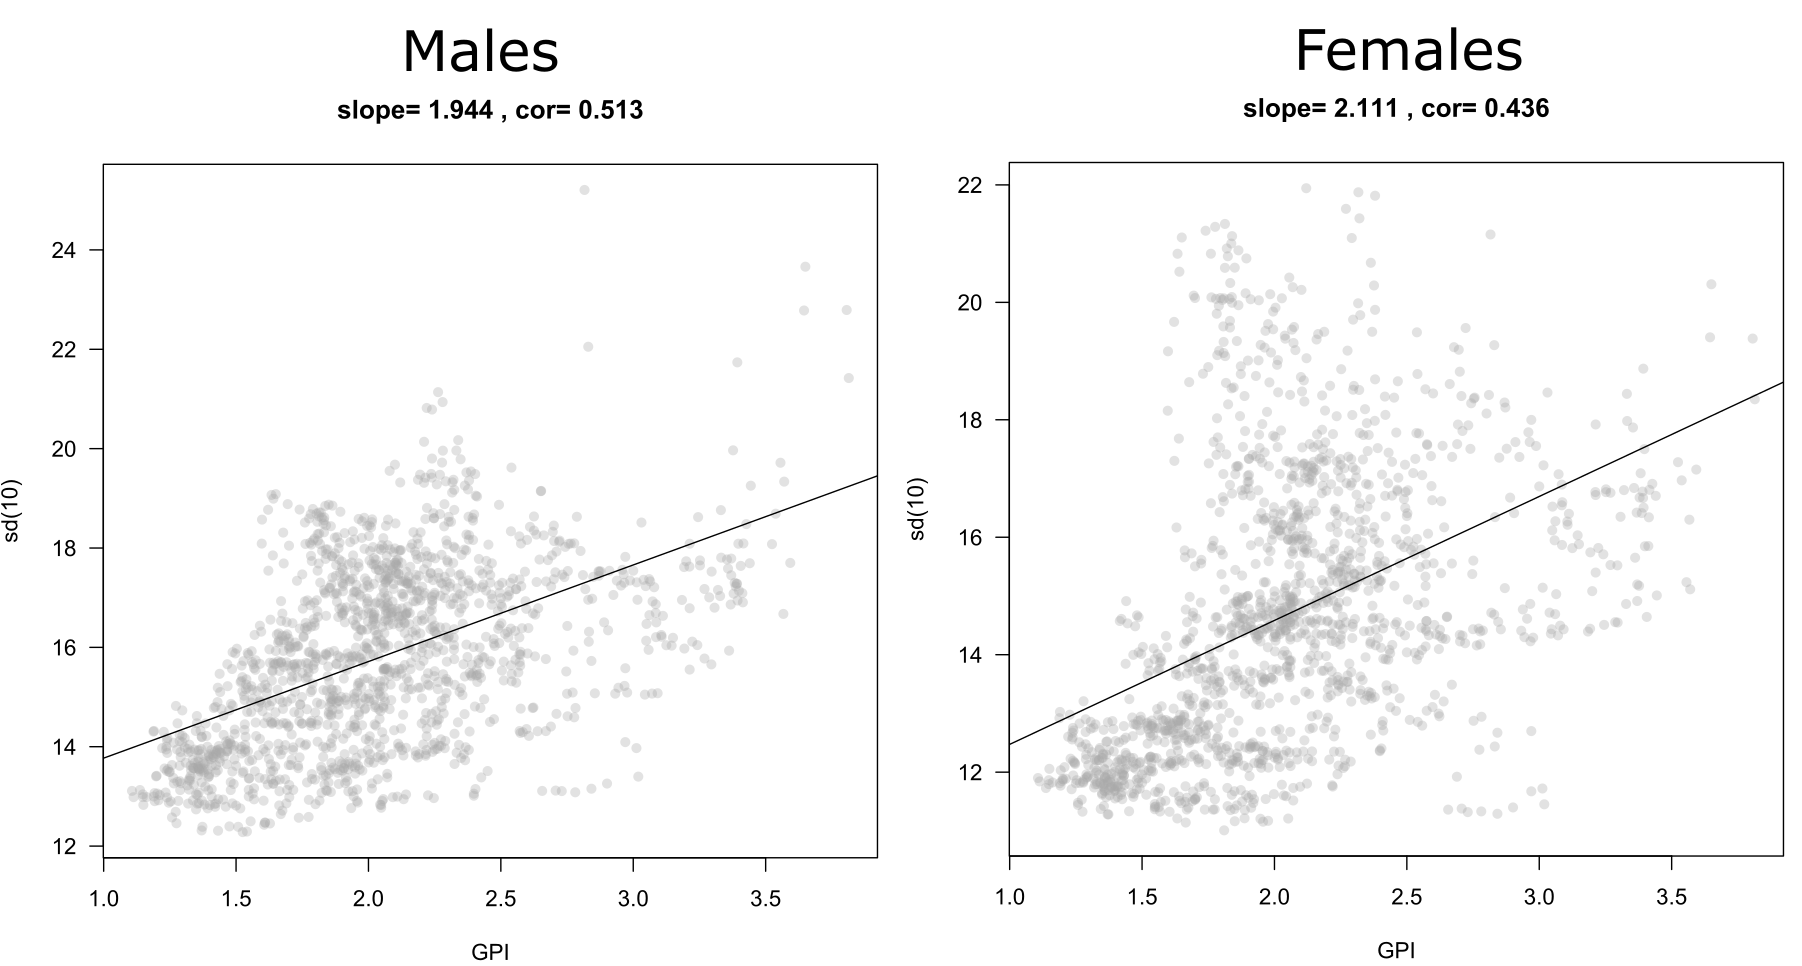 Males
slope= 1.944 , cor= 0.513
24
22
20
18
16
14
12
sd(10)
1.0 1.5 2.0 2.5 3.0 3.5
GPI
Females
slope= 2.111 , cor= 0.436
22
20
18
16
14
12
sd(10)
1.0 1.5 2.0 2.5 3.0 3.5
GPI